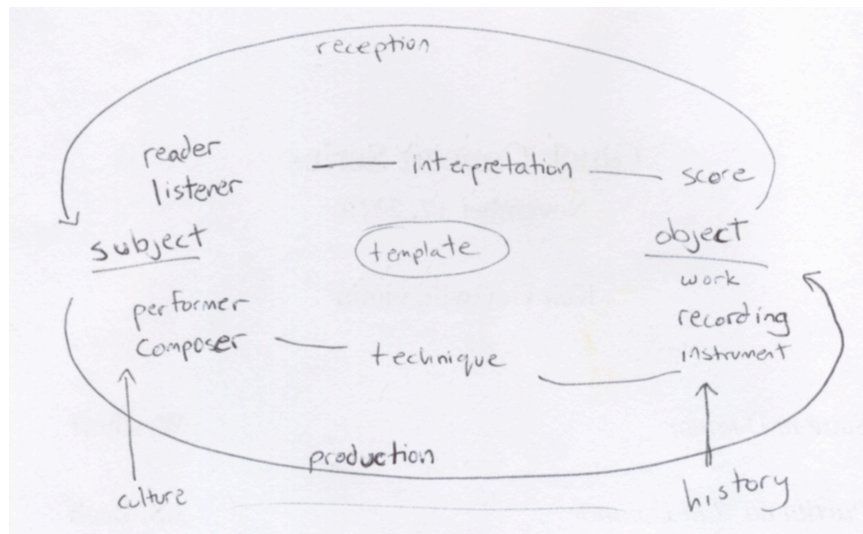 reception
reader
listener
interpretation
score
subject
template
object
performer
composer
technique
work
recording
instrument
production
culture
history